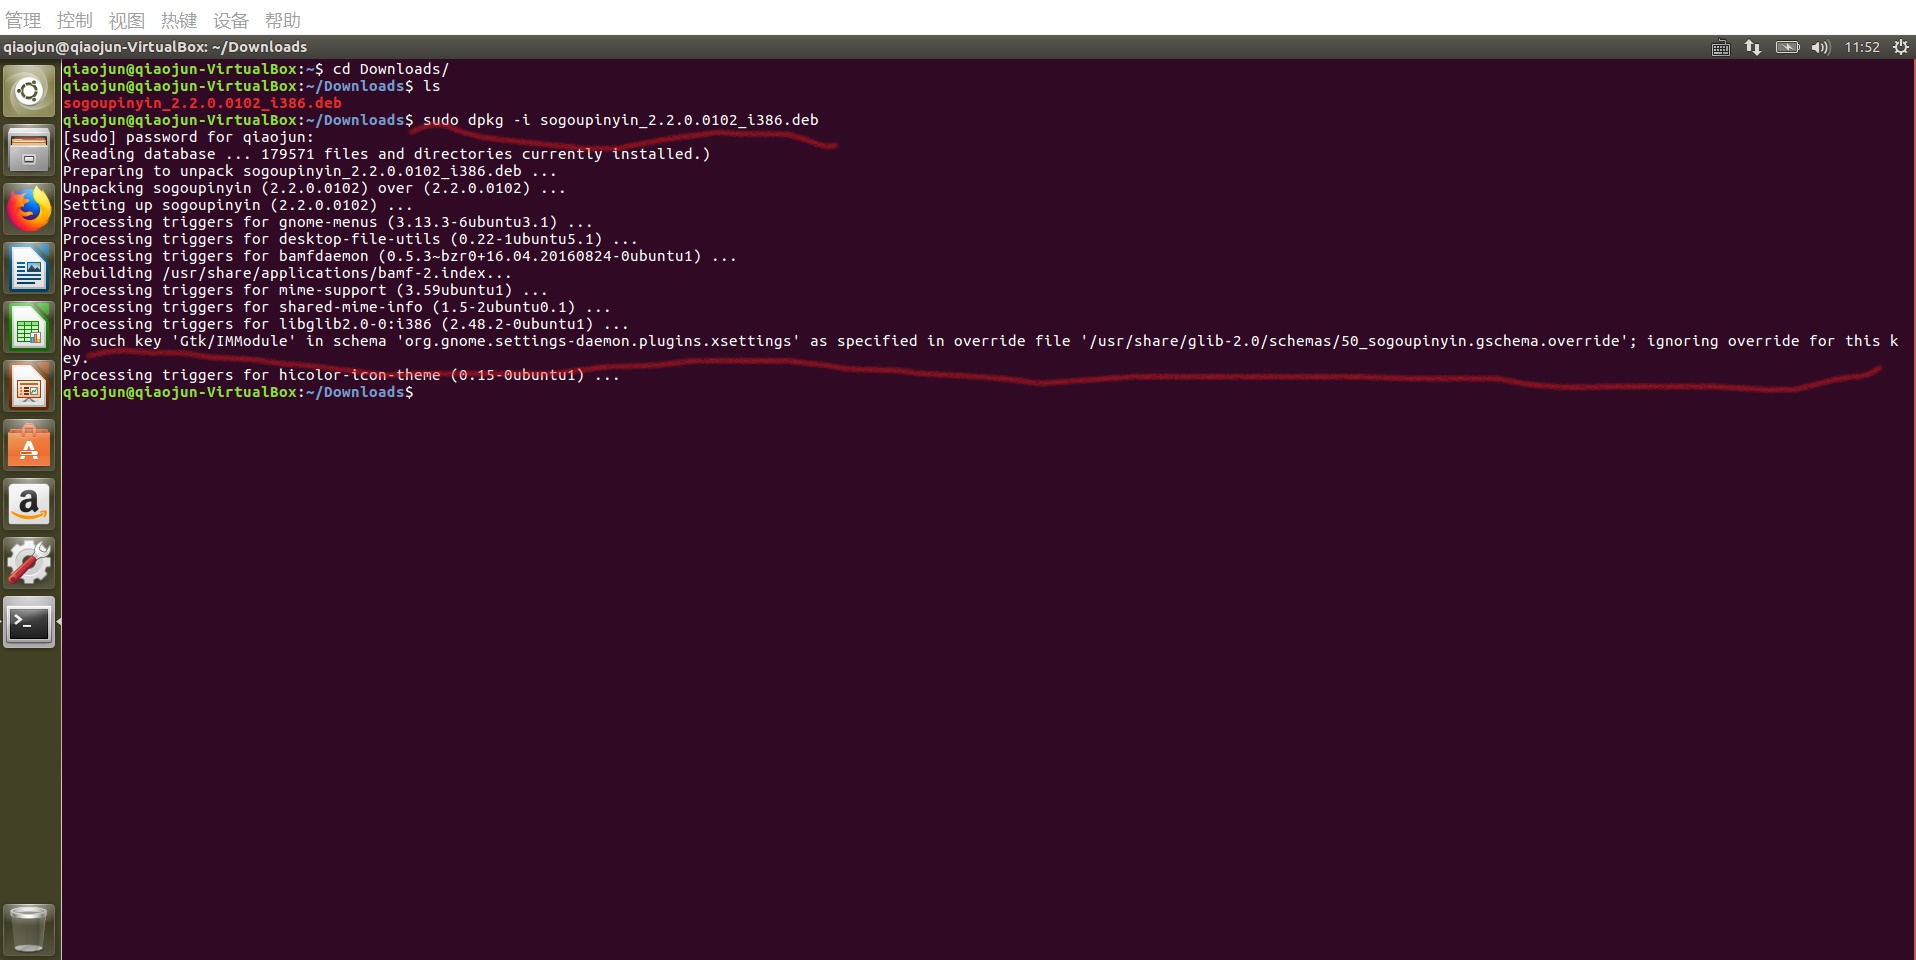 管理 控制 视图 热键 设备 帮助
qiaojun@qiaojun-VirtualBox: ~/Downloads 11:52
qiaojun@qiaojun-VirtualBox:~$ cd Downloads/
qiaojun@qiaojun-VirtualBox:~/Downloads$ ls
sogoupinyin_2.2.0.0102_i386.deb
qiaojun@qiaojun-VirtualBox:~/Downloads$ sudo dpkg -i sogoupinyin_2.2.0.0102_i386.deb
[sudo] password for qiaojun:
(Reading database ... 179571 files and directories currently installed.)
Preparing to unpack sogoupinyin_2.2.0.0102_i386.deb ...
Unpacking sogoupinyin (2.2.0.0102) over (2.2.0.0102) ...
Setting up sogoupinyin (2.2.0.0102) ...
Processing triggers for gnome-menus (3.13.3-6ubuntu3.1) ...
Processing triggers for desktop-file-utils (0.22-1ubuntu5.1) ...
Processing triggers for bamfdaemon (0.5.3~bzr0+16.04.20160824-0ubuntu1) ...
Rebuilding /usr/share/applications/bamf-2.index...
Processing triggers for mime-support (3.59ubuntu1) ...
Processing triggers for shared-mime-info (1.5-2ubuntu0.1) ...
Processing triggers for libglib2.0-0:i386 (2.48.2-0ubuntu1) ...
No such key 'Gtk/IMModule' in schema 'org.gnome.settings-daemon.plugins.xsettings' as specified in override file '/usr/share/glib-2.0/schemas/50_sogoupinyin.gschema.override'; ignoring override for this k
ey.
Processing triggers for hicolor-icon-theme (0.15-0ubuntu1) ...
qiaojun@qiaojun-VirtualBox:~/Downloads$